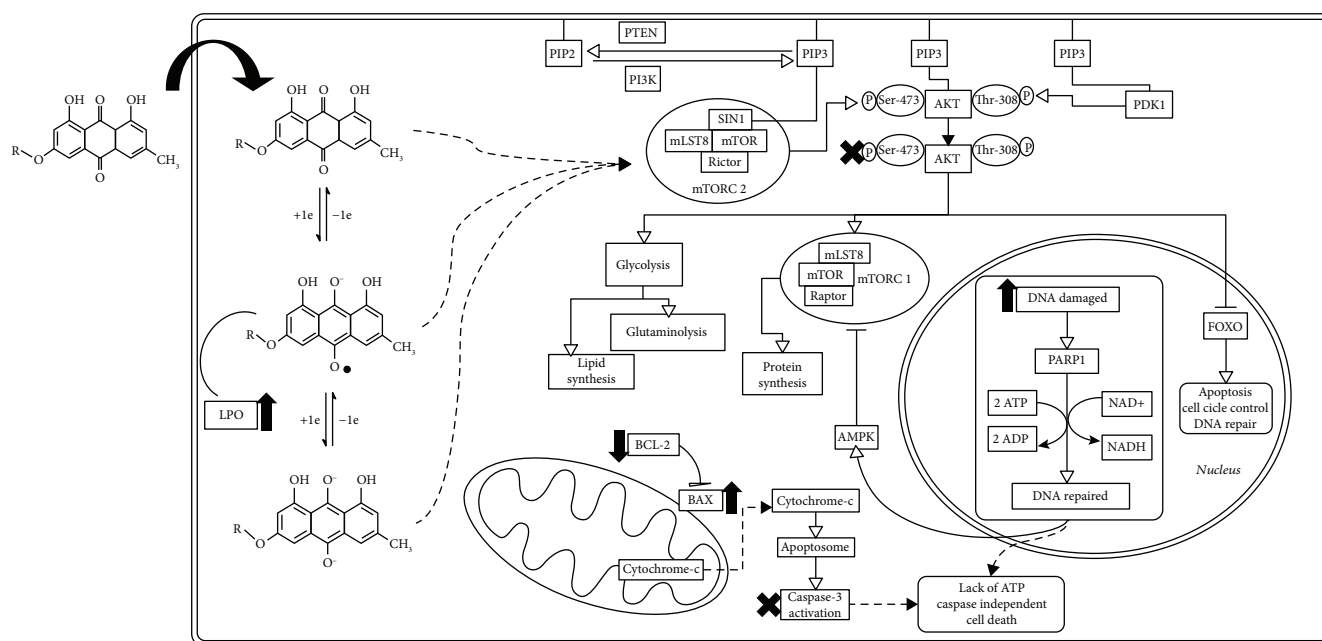 OH
O
OH
R
O
O
CH3
OH
O
OH
R
O
O
CH3
+1e
−1e
OH
O−
OH
R
O
O
CH3
LPO
+1e
−1e
OH
O−
OH
R
O
O−
CH3
PIP2
PTEN
PI3K
PIP3
PIP3
PIP3
SIN1
mLST8
mTOR
Rictor
mTORC 2
P
Ser-473
AKT
Thr-308
P
PDK1
P
Ser-473
AKT
Thr-308
P
Glycolysis
Glutaminolysis
Lipid
synthesis
mLST8
mTOR
Raptor
mTORC 1
Protein
synthesis
AMPK
BCL-2
BAX
Cytochrome-c
Cytochrome-c
Apoptosome
Caspase-3
activation
DNA damaged
PARP1
2 ATP
NAD+
2 ADP
NADH
DNA repaired
FOXO
Apoptosis
cell cicle control
DNA repair
Nucleus
Lack of ATP
caspase independent
cell death